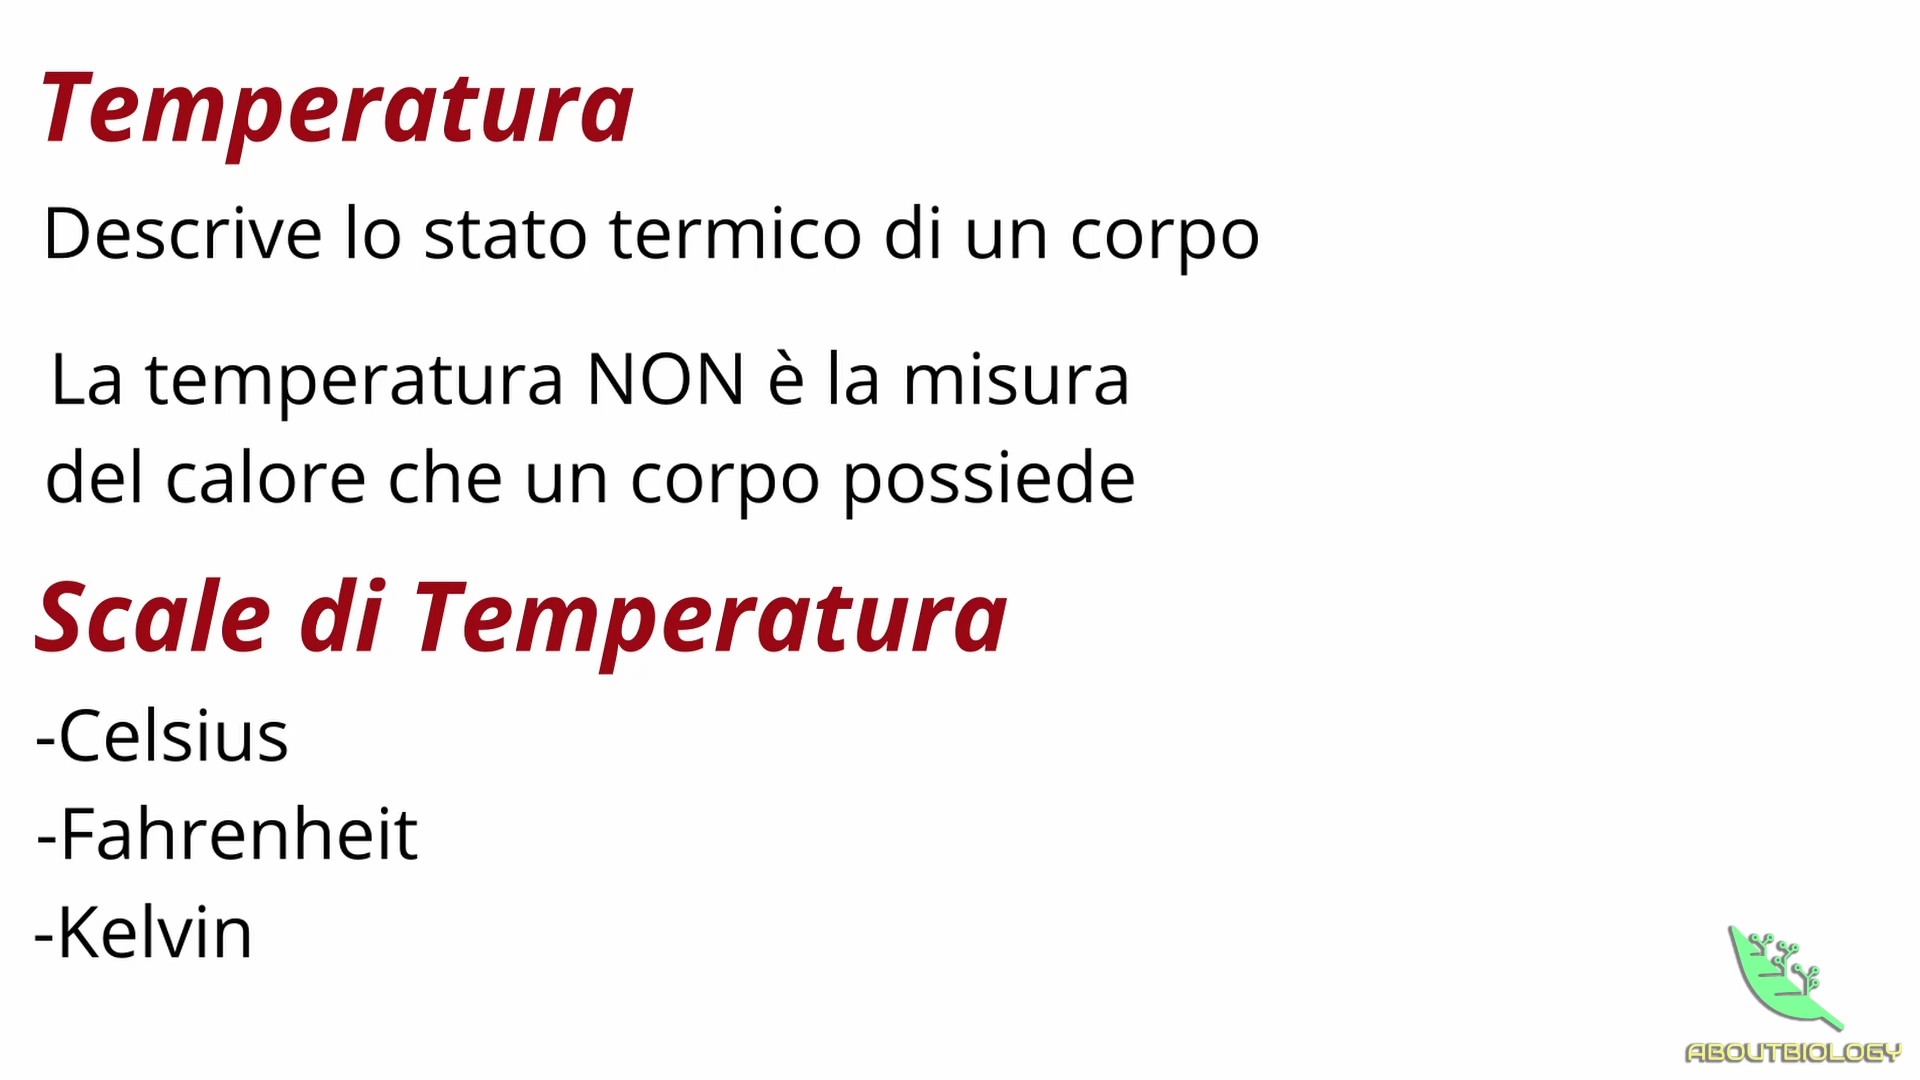 Temperatura
Descrive lo stato termico di un corpo
La temperatura NON è la misura
del calore che un corpo possiede
Scale di Temperatura
-Celsius
-Fahrenheit
-Kelvin
ABOUTBIOLOGY